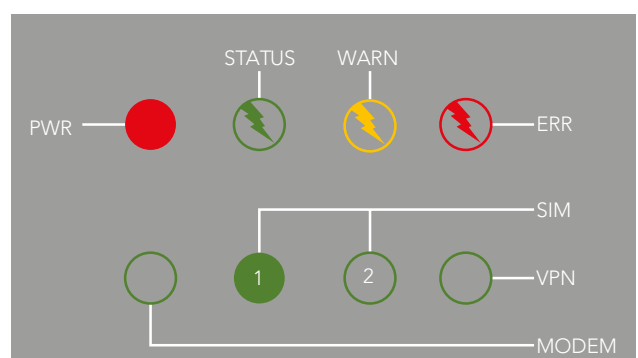 STATUS WARN
PWR ERR
SIM
1 2 VPN
MODEM